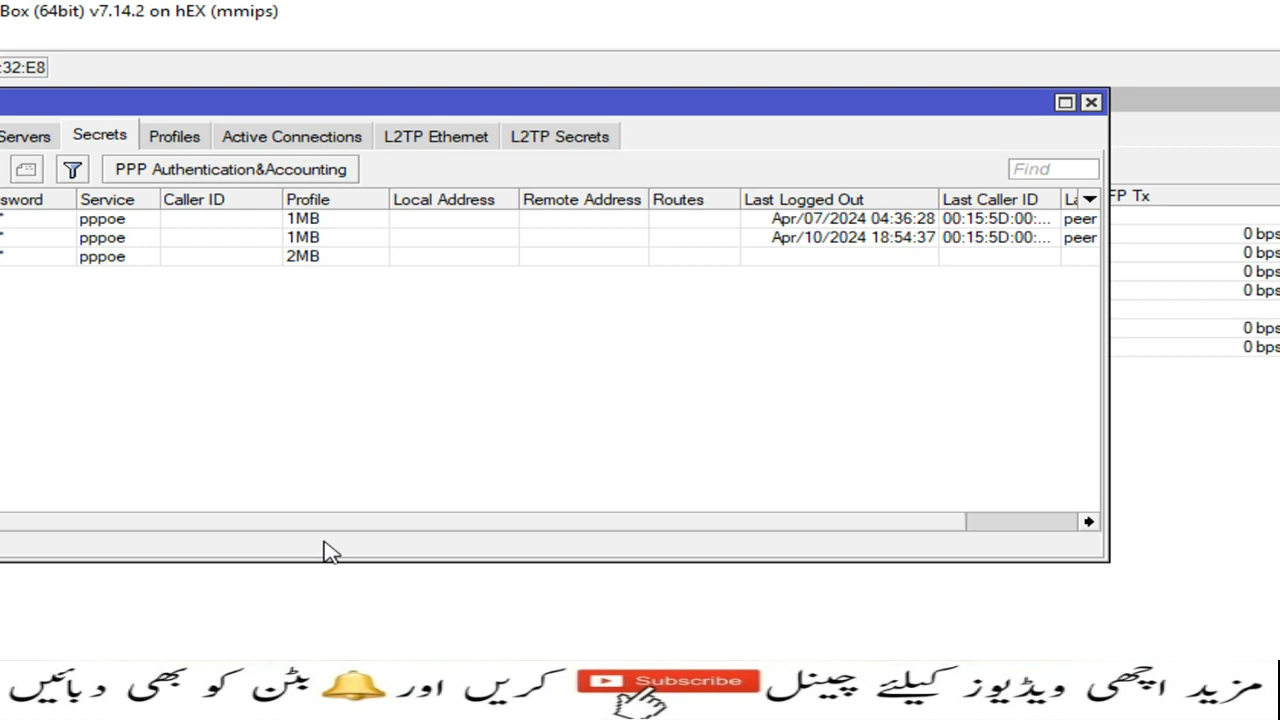 Box (64bit) v7.14.2 on hEX (mmips)
:32:E8
Servers Secrets Profiles Active Connections L2TP Ethernet L2TP Secrets
PPP Authentication&Accounting Find
sword Service Caller ID Profile Local Address Remote Address Routes Last Logged Out Last Caller ID La FP Tx
* pppoe 1MB Apr/07/2024 04:36:28 00:15:5D:00:... peer
* pppoe 1MB Apr/10/2024 18:54:37 00:15:5D:00:... peer 0 bps
* pppoe 2MB 0 bps
0 bps
0 bps
0 bps
0 bps
مزید اچھی ویڈیوز کیلئے چینل Subscribe کریں اور بٹن کو بھی دبائیں